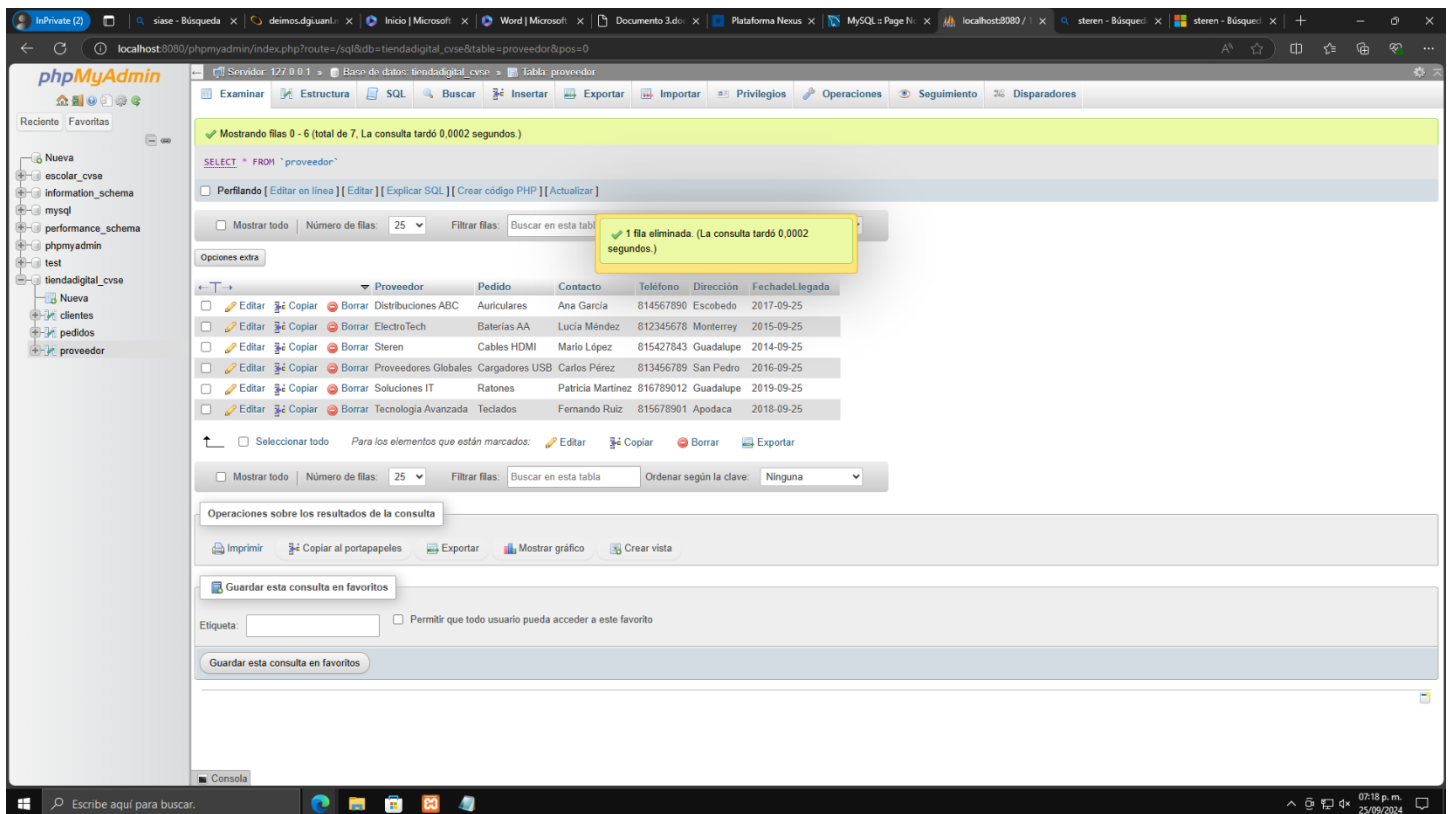 InPrivate (2) siase - Búsqueda deimos.dgi.uanl.m Inicio | Microsoft Word | Microsoft Documento 3.doc Plataforma Nexus MySQL :: Page No localhost:8080 / 1 steren - Búsqued steren - Búsqued
localhost:8080/phpmyadmin/index.php?route=/sql&db=tiendadigital_cvse&table=proveedor&pos=0
phpMyAdmin
Reciente Favoritas
Nueva
escolar_cvse
information_schema
mysql
performance_schema
phpmyadmin
test
tiendadigital_cvse
Nueva
clientes
pedidos
proveedor
Servidor: 127.0.0.1 » Base de datos: tiendadigital_cvse » Tabla: proveedor
Examinar Estructura SQL Buscar Insertar Exportar Importar Privilegios Operaciones Seguimiento Disparadores
Mostrando filas 0 - 6 (total de 7, La consulta tardó 0,0002 segundos.)
SELECT * FROM `proveedor`
Perfilando [ Editar en línea ] [ Editar ] [ Explicar SQL ] [ Crear código PHP ] [ Actualizar ]
Mostrar todo Número de filas: 25 Filtrar filas: Buscar en esta tabl
1 fila eliminada. (La consulta tardó 0,0002
segundos.)
Opciones extra
Proveedor Pedido Contacto Teléfono Dirección FechadeLlegada
Editar Copiar Borrar Distribuciones ABC Auriculares Ana García 814567890 Escobedo 2017-09-25
Editar Copiar Borrar ElectroTech Baterías AA Lucía Méndez 812345678 Monterrey 2015-09-25
Editar Copiar Borrar Steren Cables HDMI Mario López 815427843 Guadalupe 2014-09-25
Editar Copiar Borrar Proveedores Globales Cargadores USB Carlos Pérez 813456789 San Pedro 2016-09-25
Editar Copiar Borrar Soluciones IT Ratones Patricia Martínez 816789012 Guadalupe 2019-09-25
Editar Copiar Borrar Tecnología Avanzada Teclados Fernando Ruiz 815678901 Apodaca 2018-09-25
Seleccionar todo Para los elementos que están marcados: Editar Copiar Borrar Exportar
Mostrar todo Número de filas: 25 Filtrar filas: Buscar en esta tabla Ordenar según la clave: Ninguna
Operaciones sobre los resultados de la consulta
Imprimir Copiar al portapapeles Exportar Mostrar gráfico Crear vista
Guardar esta consulta en favoritos
Etiqueta: Permitir que todo usuario pueda acceder a este favorito
Guardar esta consulta en favoritos
Consola
Escribe aquí para buscar. 07:18 p. m.
25/09/2024